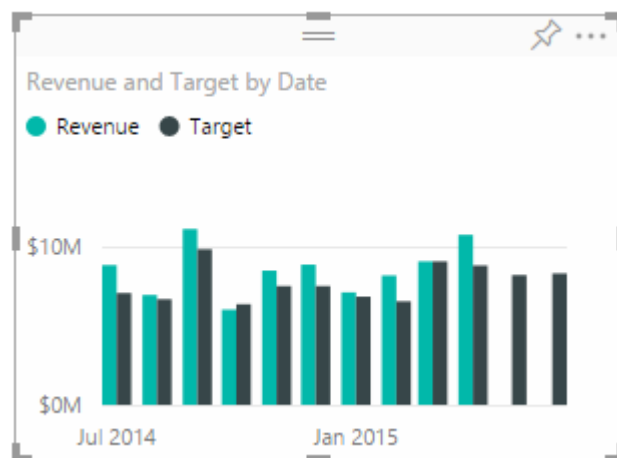 Revenue and Target by Date
Revenue Target
$10M
$0M
Jul 2014 Jan 2015